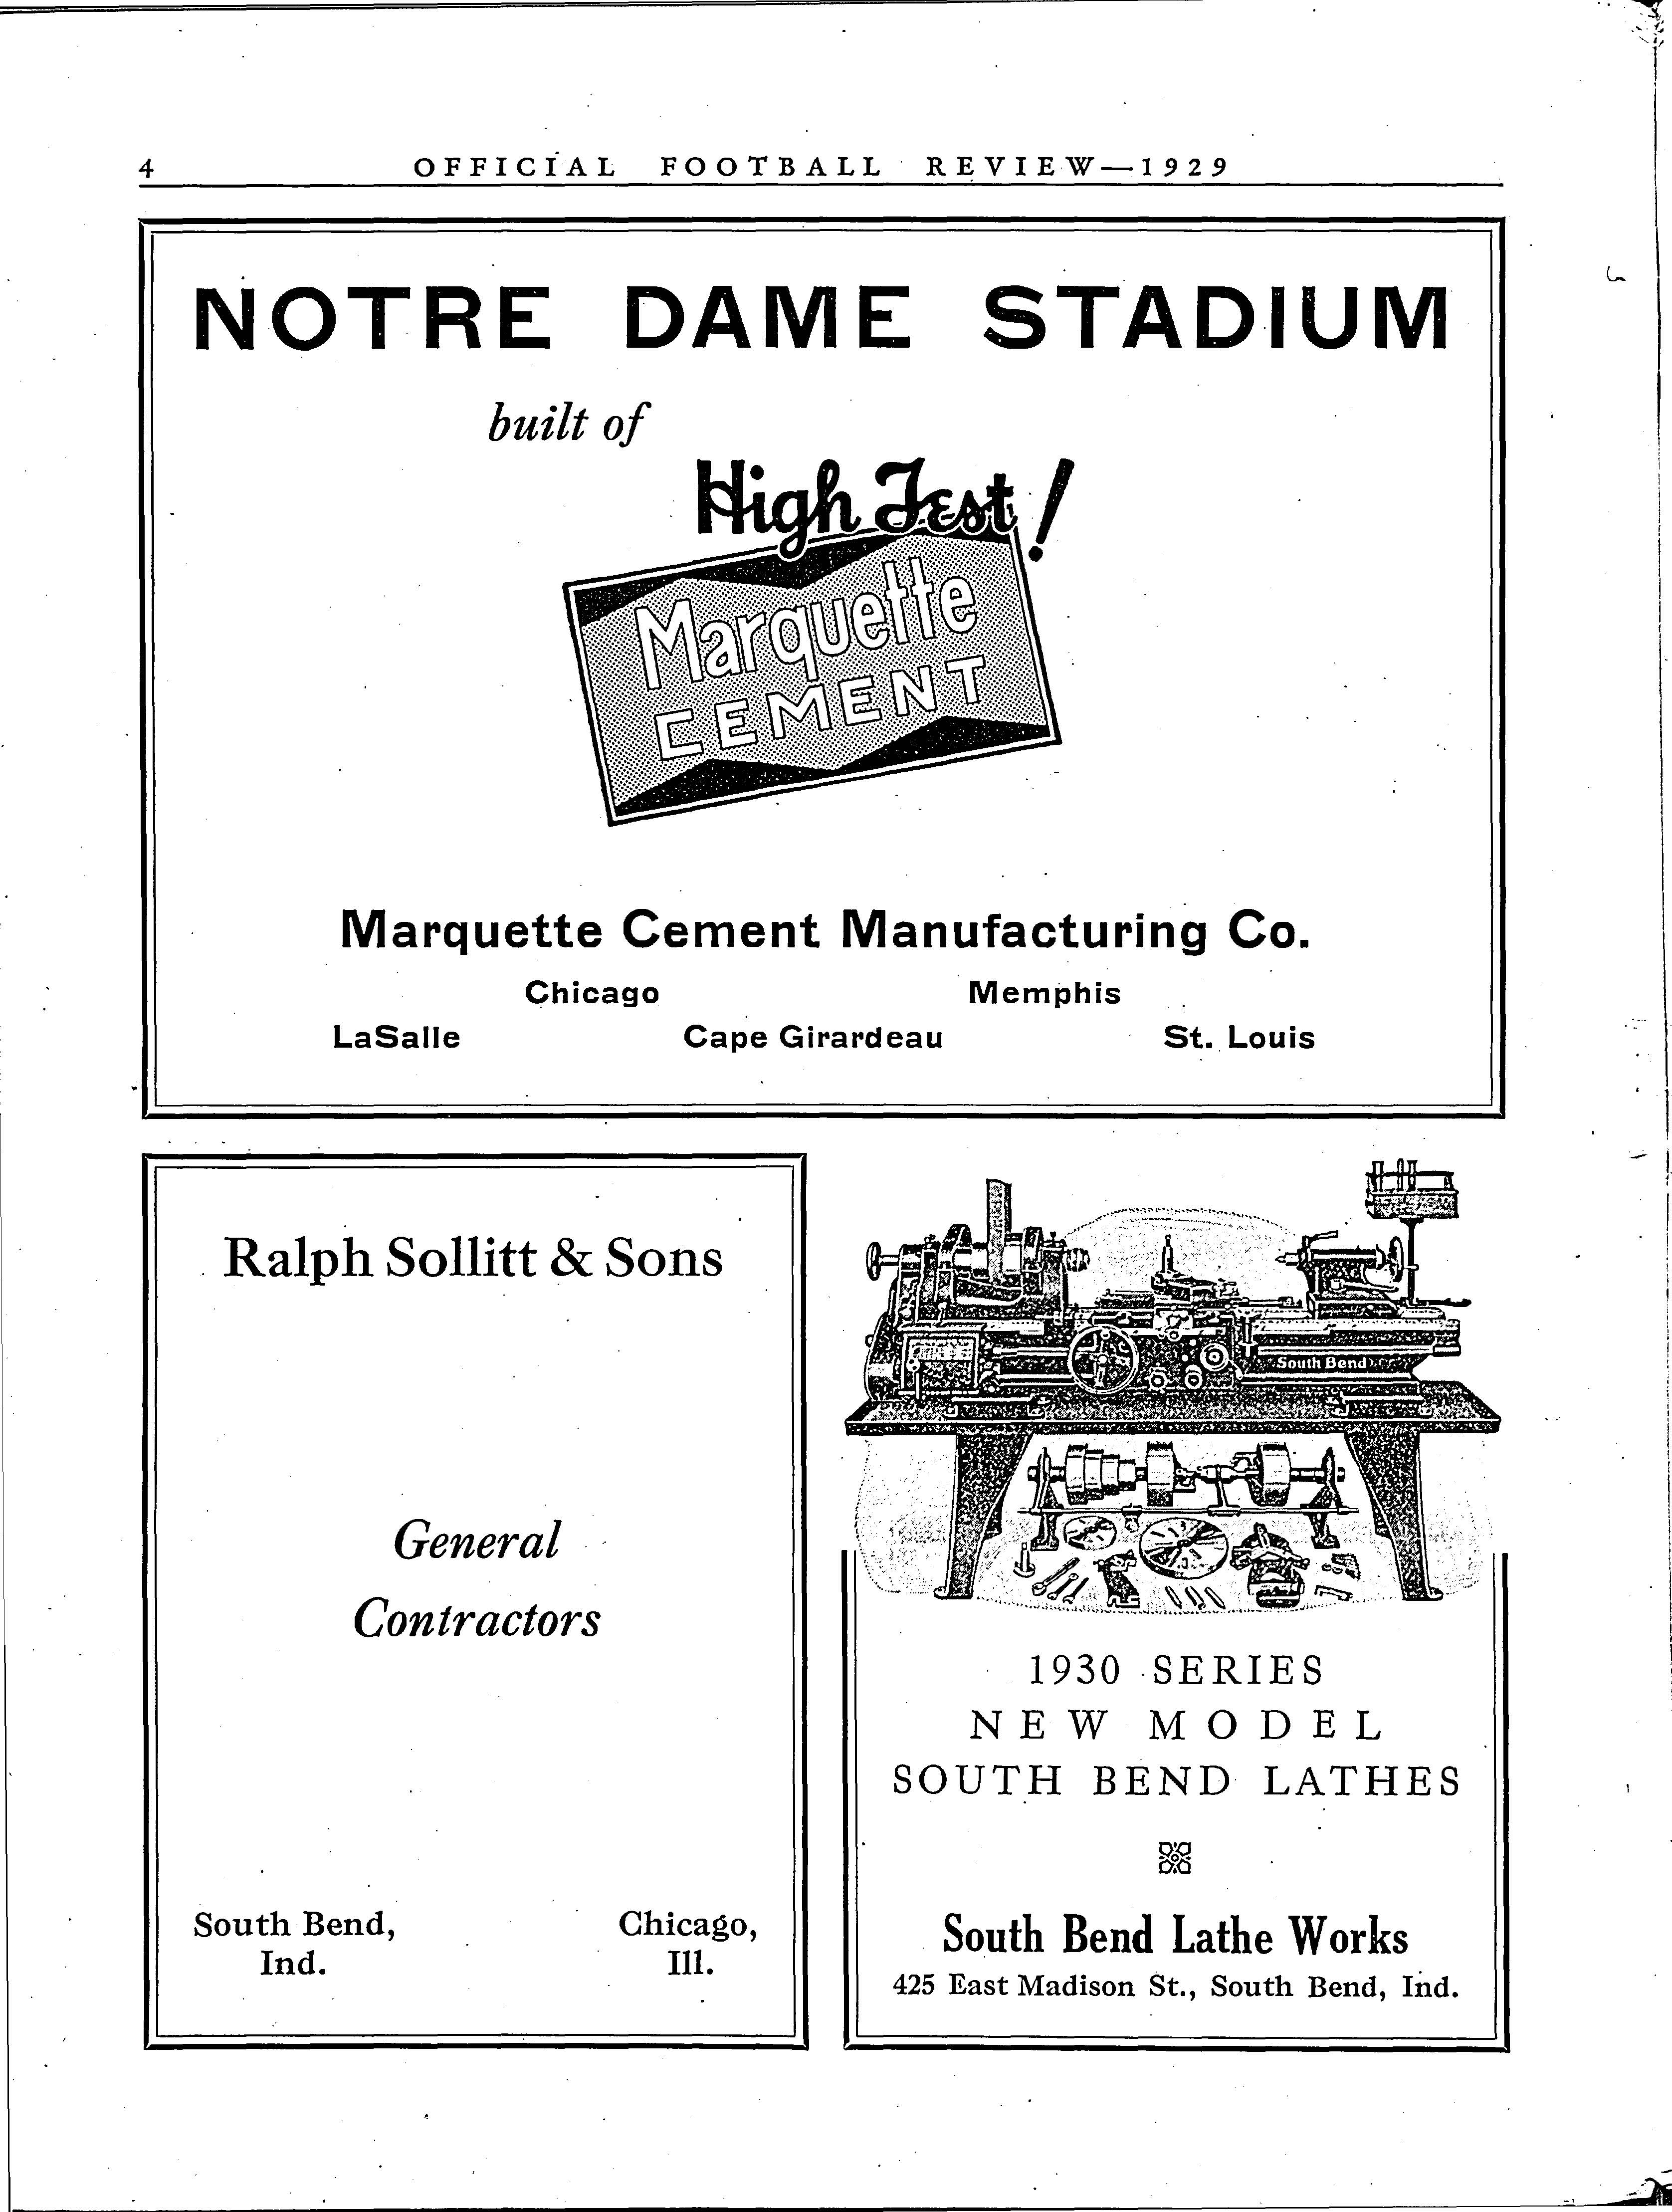 4 OFFICIAL FOOTBALL REVIEW—1929
NOTRE DAME STADIUM
built of
High Test!
Marquette
CEMENT
Marquette Cement Manufacturing Co.
Chicago Memphis
LaSalle Cape Girardeau St. Louis
Ralph Sollitt & Sons
General
Contractors
South Bend, Chicago,
Ind. Ill.
South Bend
1930 SERIES
NEW MODEL
SOUTH BEND LATHES
South Bend Lathe Works
425 East Madison St., South Bend, Ind.